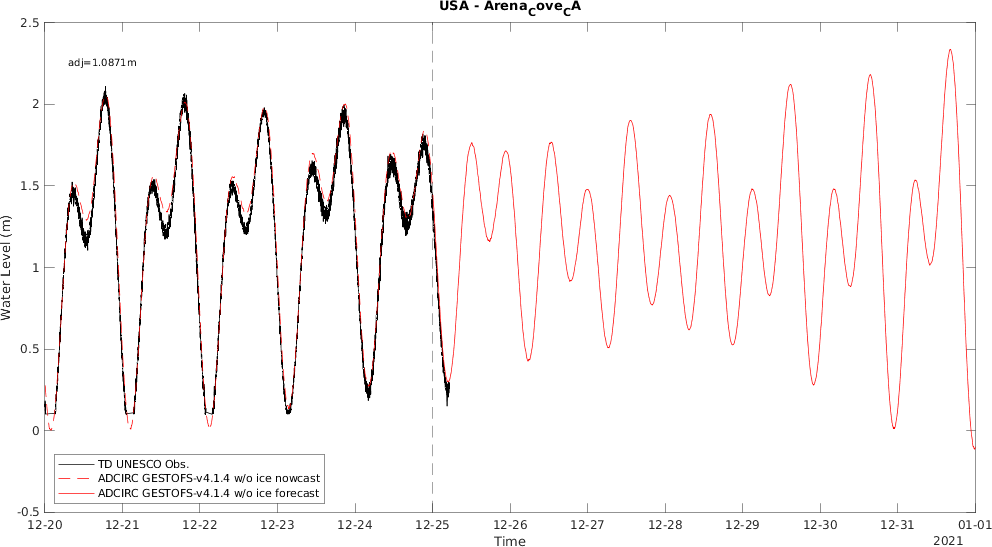 USA - ArenaCoveCA
adj=1.0871m
2.5
2
1.5
1
0.5
0
-0.5
Water Level (m)
TD UNESCO Obs.
ADCIRC GESTOFS-v4.1.4 w/o ice nowcast
ADCIRC GESTOFS-v4.1.4 w/o ice forecast
12-20 12-21 12-22 12-23 12-24 12-25 12-26 12-27 12-28 12-29 12-30 12-31 01-01
Time
2021